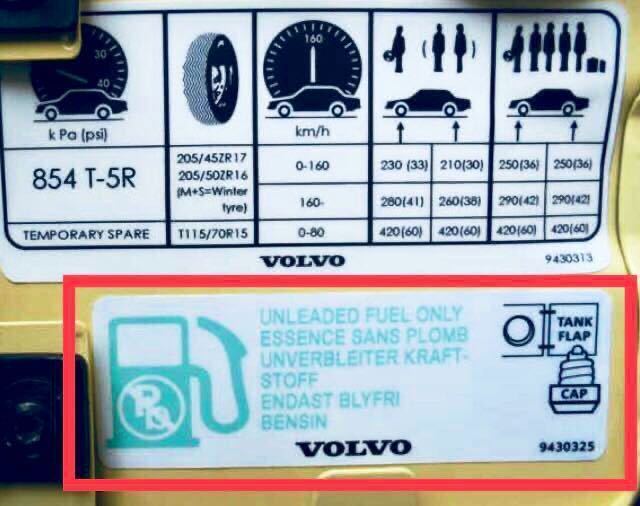 160
30
40
k Pa (psi)
km/h
854 T-5R
205/45ZR17
205/50ZR16
(M+S=Winter
tyre)
0-160
230 (33)
210(30)
250(36)
250(36)
160-
280(41)
260(38)
290(42)
290(42)
TEMPORARY SPARE
T115/70R15
0-80
420(60)
420(60)
420(60)
420(60)
VOLVO
9430313
UNLEADED FUEL ONLY
ESSENCE SANS PLOMB
UNVERBLEITER KRAFT-
STOFF
ENDAST BLYFRI
BENSIN
Pb
TANK
FLAP
CAP
VOLVO
9430325